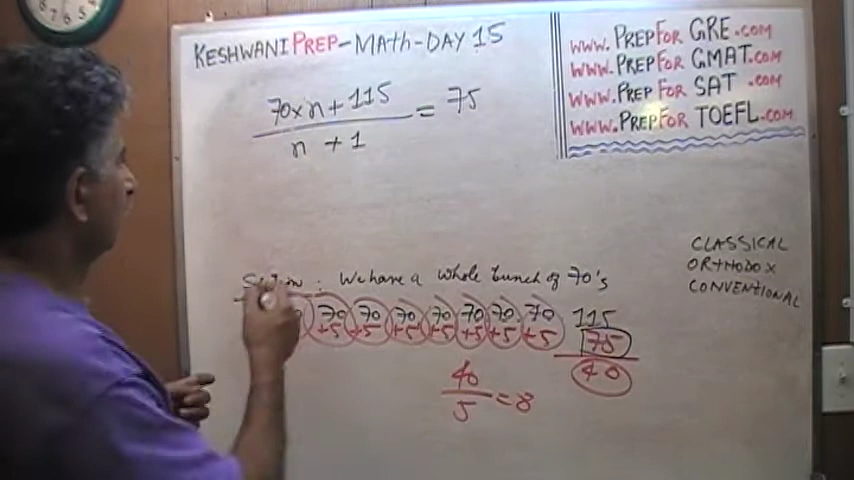 KESHWANI PREP-MATH-DAY 15
www. PREPFOR GRE .COM
www. PREPFOR GMAT.COM
www. PREPFOR SAT .COM
www. PREPFOR TOEFL.COM
70 x n + 115
= 75
n + 1
: We have a whole bunch of 70's
CLASSICAL
ORTHODOX
CONVENTIONAL
70 70 70 70 70 70 70 115
+5 +5 +5 +5 +5 +5 +5 75
40
40
= 8
5